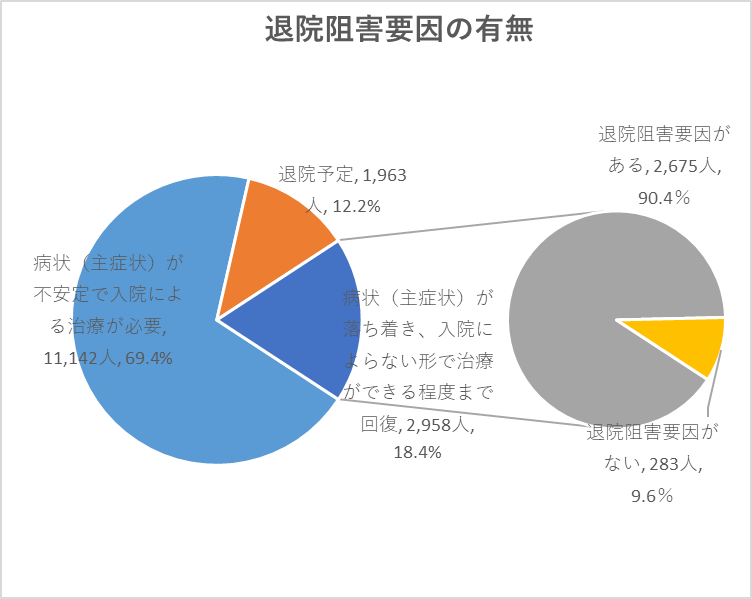 退院阻害要因の有無
退院予定, 1,963
人, 12.2%
病状（主症状）が
不安定で入院によ
る治療が必要,
11,142人, 69.4%
病状（主症状）が
落ち着き、入院に
よらない形で治療
ができる程度まで
回復, 2,958人,
18.4%
退院阻害要因が
ある, 2,675人,
90.4％
退院阻害要因が
ない, 283人,
9.6％